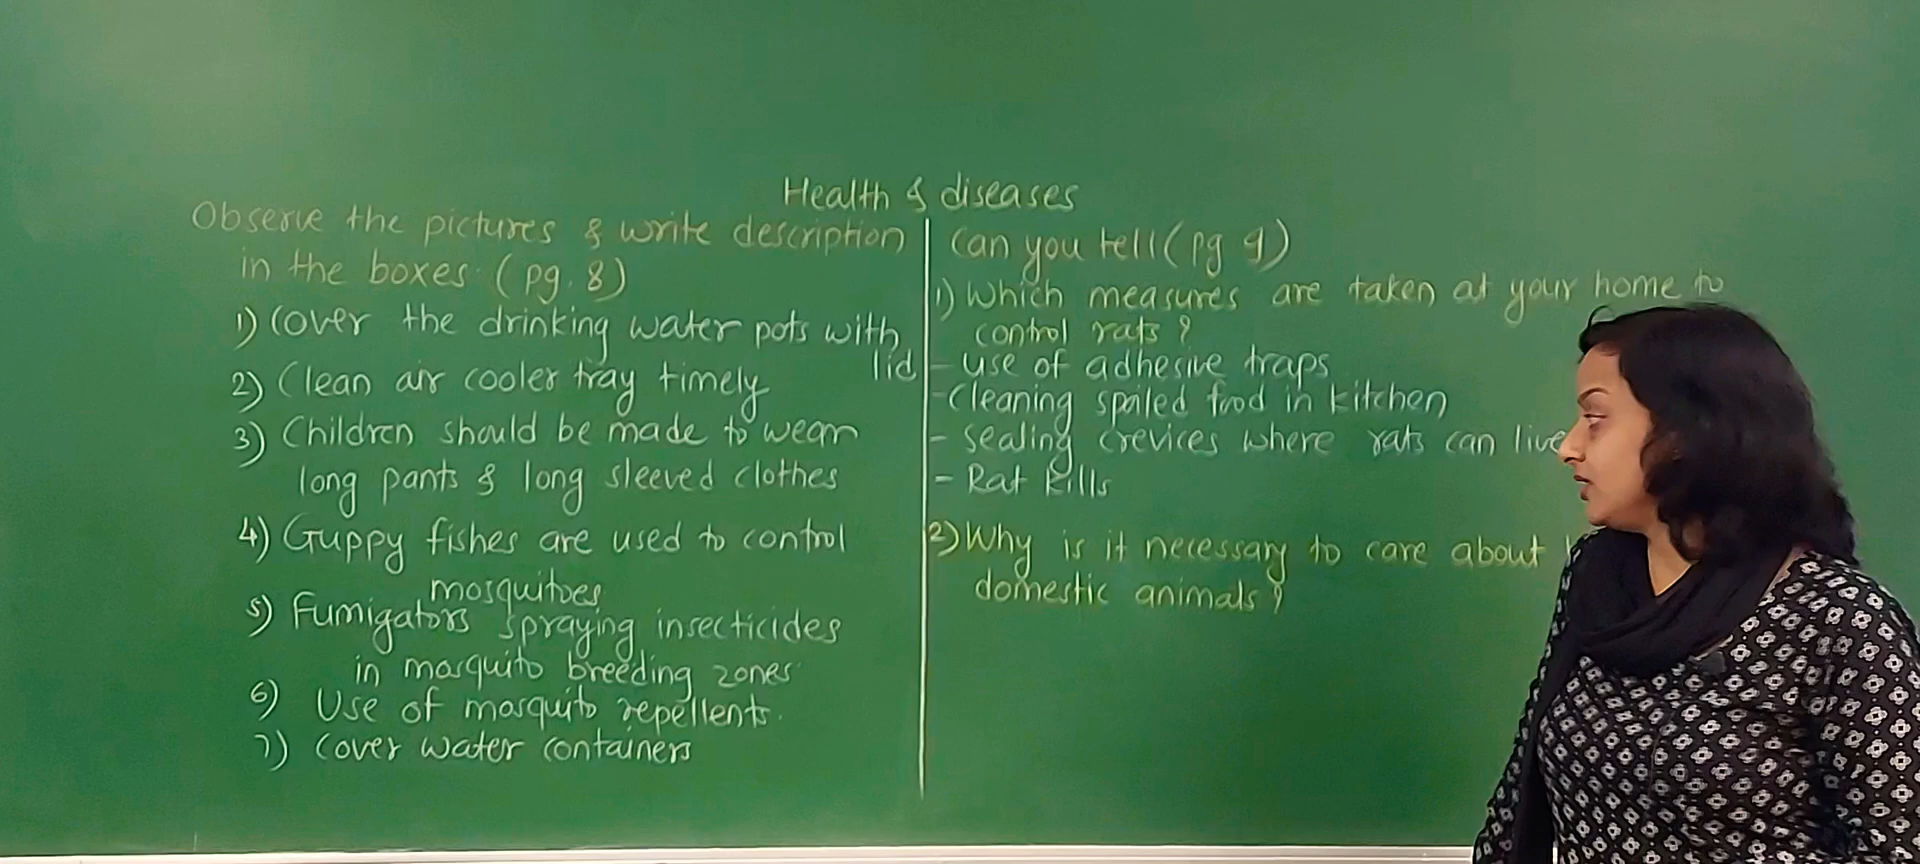 Health & diseases
Observe the pictures & write description
in the boxes. (pg. 8)
1) Cover the drinking water pots with
lid
2) Clean air cooler tray timely
3) Children should be made to wear
long pants & long sleeved clothes
4) Guppy fishes are used to control
mosquitoes
5) Fumigators spraying insecticides
in mosquito breeding zones
6) Use of mosquito repellents.
7) Cover water containers
Can you tell (pg 9)
1) Which measures are taken at your home to
control rats?
- use of adhesive traps
- Cleaning spoiled food in kitchen
- Sealing crevices where rats can live
- Rat kills
2) Why is it necessary to care about
domestic animals?